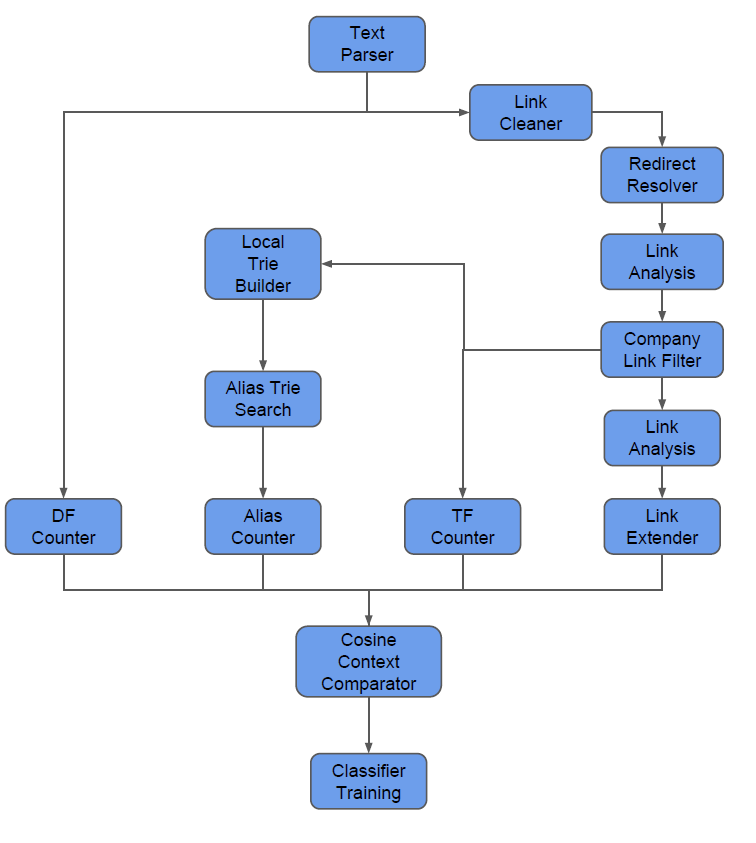 Text
Parser
Link
Cleaner
Redirect
Resolver
Local
Trie
Builder
Link
Analysis
Company
Link Filter
Alias Trie
Search
Link
Analysis
DF
Counter
Alias
Counter
TF
Counter
Link
Extender
Cosine
Context
Comparator
Classifier
Training